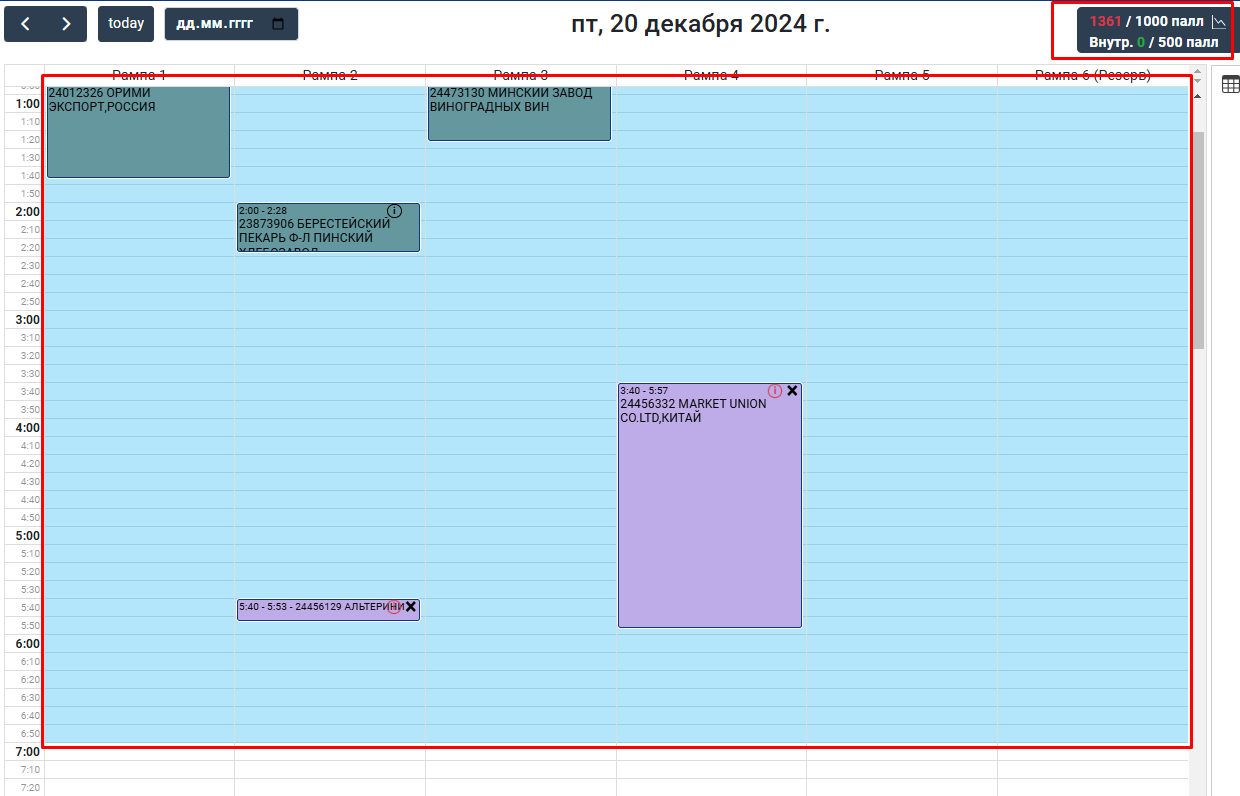 today
дд.мм.гггг
пт, 20 декабря 2024 г.
1361 / 1000 палл
Внутр. 0 / 500 палл
Рампа 1
Рампа 2
Рампа 3
Рампа 4
Рампа 5
Рампа 6 (Резерв)
24012326 ОРИМИ
ЭКСПОРТ,РОССИЯ
24473130 МИНСКИЙ ЗАВОД
ВИНОГРАДНЫХ ВИН
1:00
1:10
1:20
1:30
1:40
1:50
2:00
2:00 - 2:28
23873906 БЕРЕСТЕЙСКИЙ
ПЕКАРЬ Ф-Л ПИНСКИЙ
ХЛЕБОЗАВОД
2:10
2:20
2:30
2:40
2:50
3:00
3:10
3:20
3:30
3:40
3:40 - 5:57
24456332 MARKET UNION
CO.LTD,КИТАЙ
3:50
4:00
4:10
4:20
4:30
4:40
4:50
5:00
5:10
5:20
5:30
5:40
5:40 - 5:53 - 24456129 АЛЬТЕРИНИ
5:50
6:00
6:10
6:20
6:30
6:40
6:50
7:00
7:10
7:20